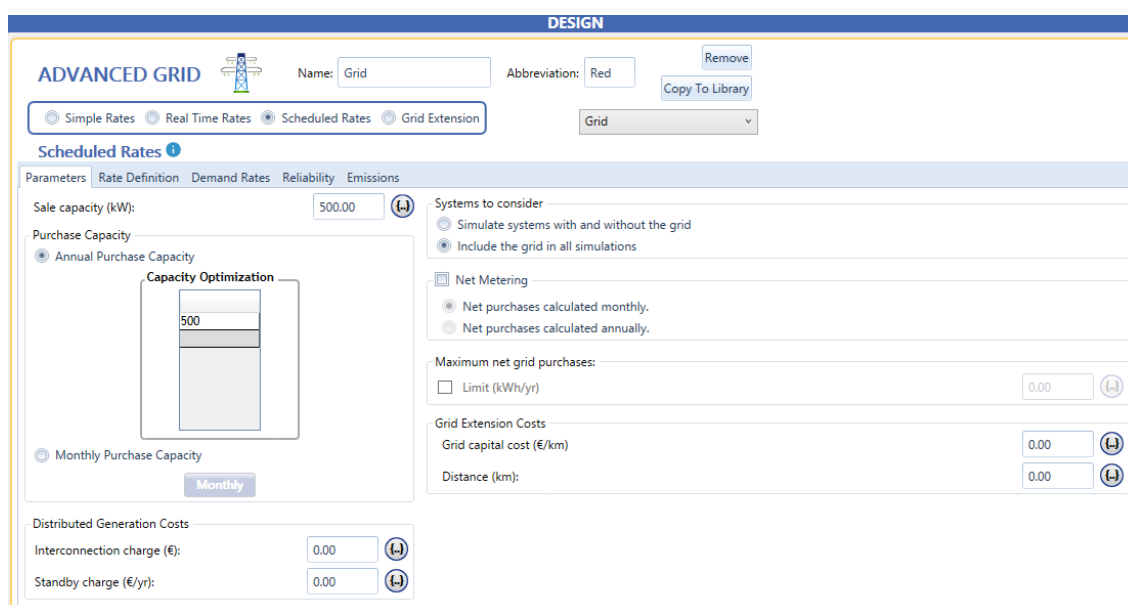 DESIGN
ADVANCED GRID Name: Grid Abbreviation: Red Remove
Copy To Library
Simple Rates Real Time Rates Scheduled Rates Grid Extension Grid
Scheduled Rates
Parameters Rate Definition Demand Rates Reliability Emissions
Sale capacity (kW): 500.00 {..}
Purchase Capacity
Annual Purchase Capacity
Capacity Optimization
500
Monthly Purchase Capacity
Monthly
Distributed Generation Costs
Interconnection charge (€): 0.00 {..}
Standby charge (€/yr): 0.00 {..}
Systems to consider
Simulate systems with and without the grid
Include the grid in all simulations
Net Metering
Net purchases calculated monthly.
Net purchases calculated annually.
Maximum net grid purchases:
Limit (kWh/yr) 0.00 {..}
Grid Extension Costs
Grid capital cost (€/km) 0.00 {..}
Distance (km): 0.00 {..}